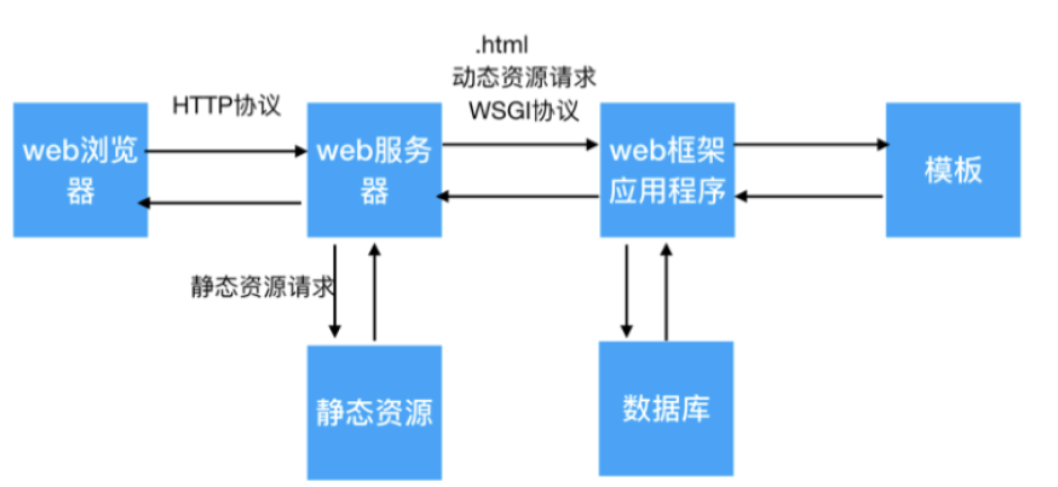 .html
动态资源请求
HTTP协议
WSGI协议
web浏览
器
web服务
器
web框架
应用程序
模板
静态资源请求
静态资源
数据库